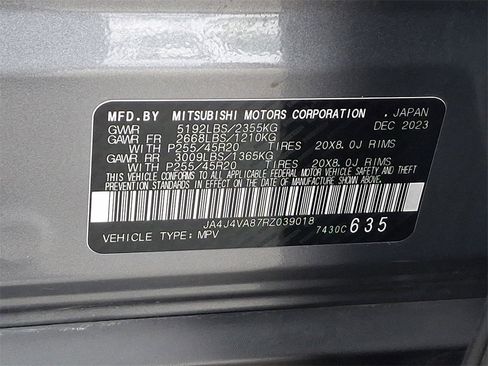 MFD.BY MITSUBISHI MOTORS CORPORATION . JAPAN
GVWR 5192LBS/2355KG DEC 2023
GAWR FR 2668LBS/1210KG
WITH P255/45R20 TIRES 20X8.0J RIMS
GAWR RR 3009LBS/1365KG
WITH P255/45R20 TIRES 20X8.0J RIMS
THIS VEHICLE CONFORMS TO ALL APPLICABLE FEDERAL MOTOR VEHICLE SAFETY AND THEFT
PREVENTION STANDARDS IN EFFECT ON THE DATE OF MANUFACTURE SHOWN ABOVE.
JA4J4VA87RZ039018
VEHICLE TYPE: MPV 7430C 635